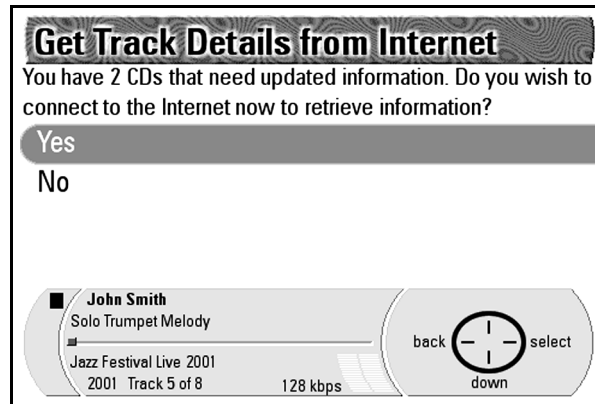 Get Track Details from Internet
You have 2 CDs that need updated information. Do you wish to
connect to the Internet now to retrieve information?
Yes
No
John Smith
Solo Trumpet Melody
Jazz Festival Live 2001
2001 Track 5 of 8 128 kbps
back select
down